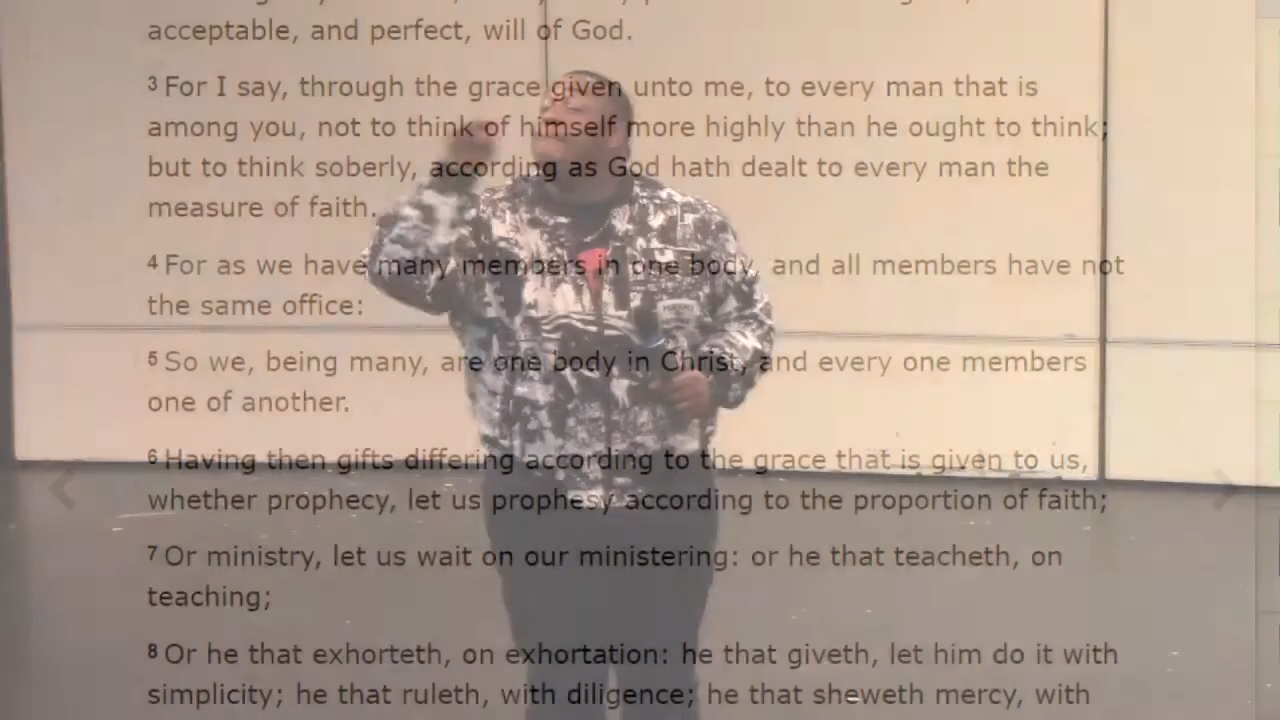 acceptable, and perfect, will of God.
3 For I say, through the grace given unto me, to every man that is
among you, not to think of himself more highly than he ought to think;
but to think soberly, according as God hath dealt to every man the
measure of faith.
4 For as we have many members in one body, and all members have not
the same office:
5 So we, being many, are one body in Christ, and every one members
one of another.
6 Having then gifts differing according to the grace that is given to us,
whether prophecy, let us prophesy according to the proportion of faith;
7 Or ministry, let us wait on our ministering: or he that teacheth, on
teaching;
8 Or he that exhorteth, on exhortation: he that giveth, let him do it with
simplicity; he that ruleth, with diligence; he that sheweth mercy, with